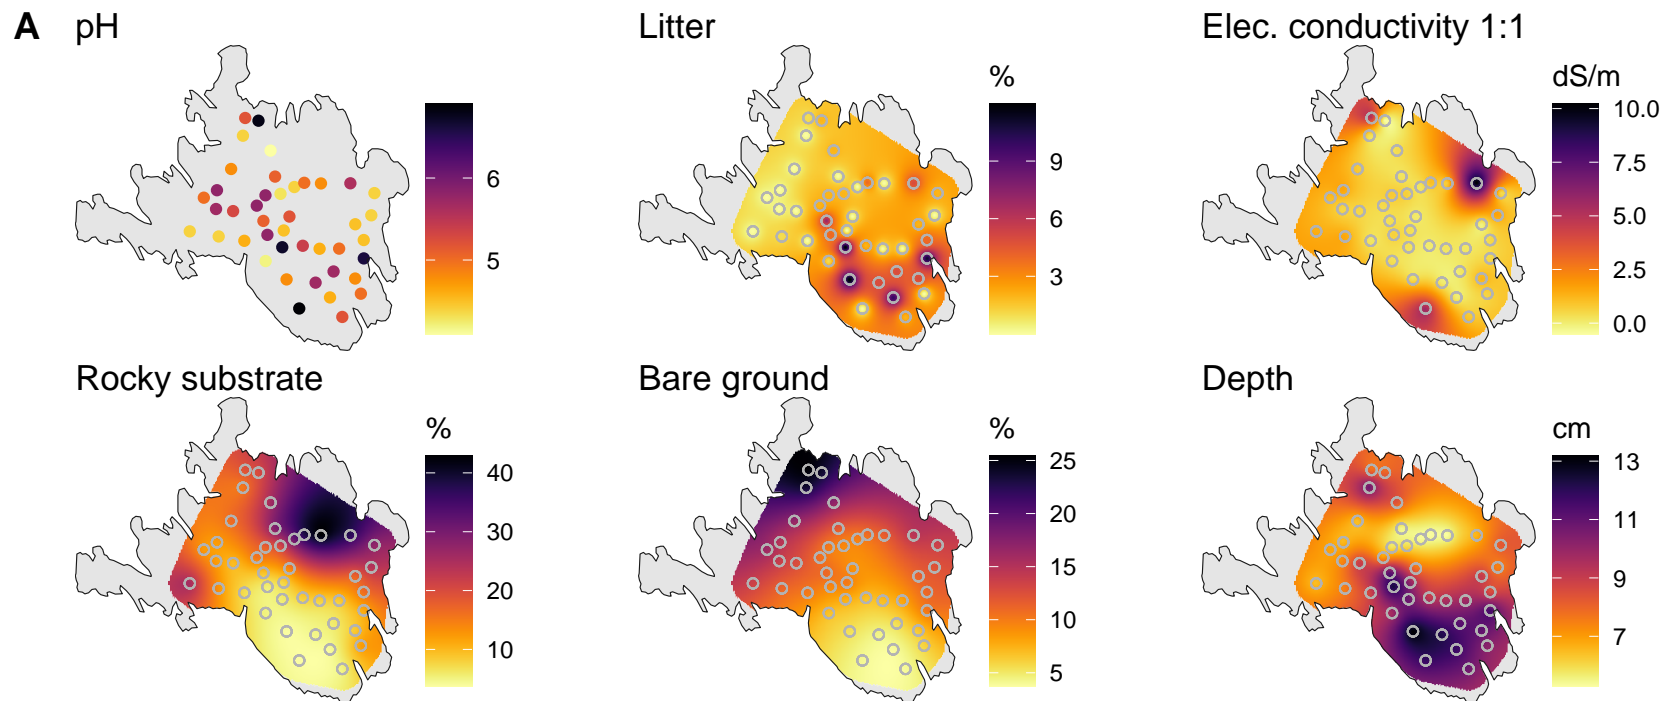 A
pH
6
5
Litter
%
9
6
3
Elec. conductivity 1:1
dS/m
10.0
7.5
5.0
2.5
0.0
Rocky substrate
%
40
30
20
10
Bare ground
%
25
20
15
10
5
Depth
cm
13
11
9
7